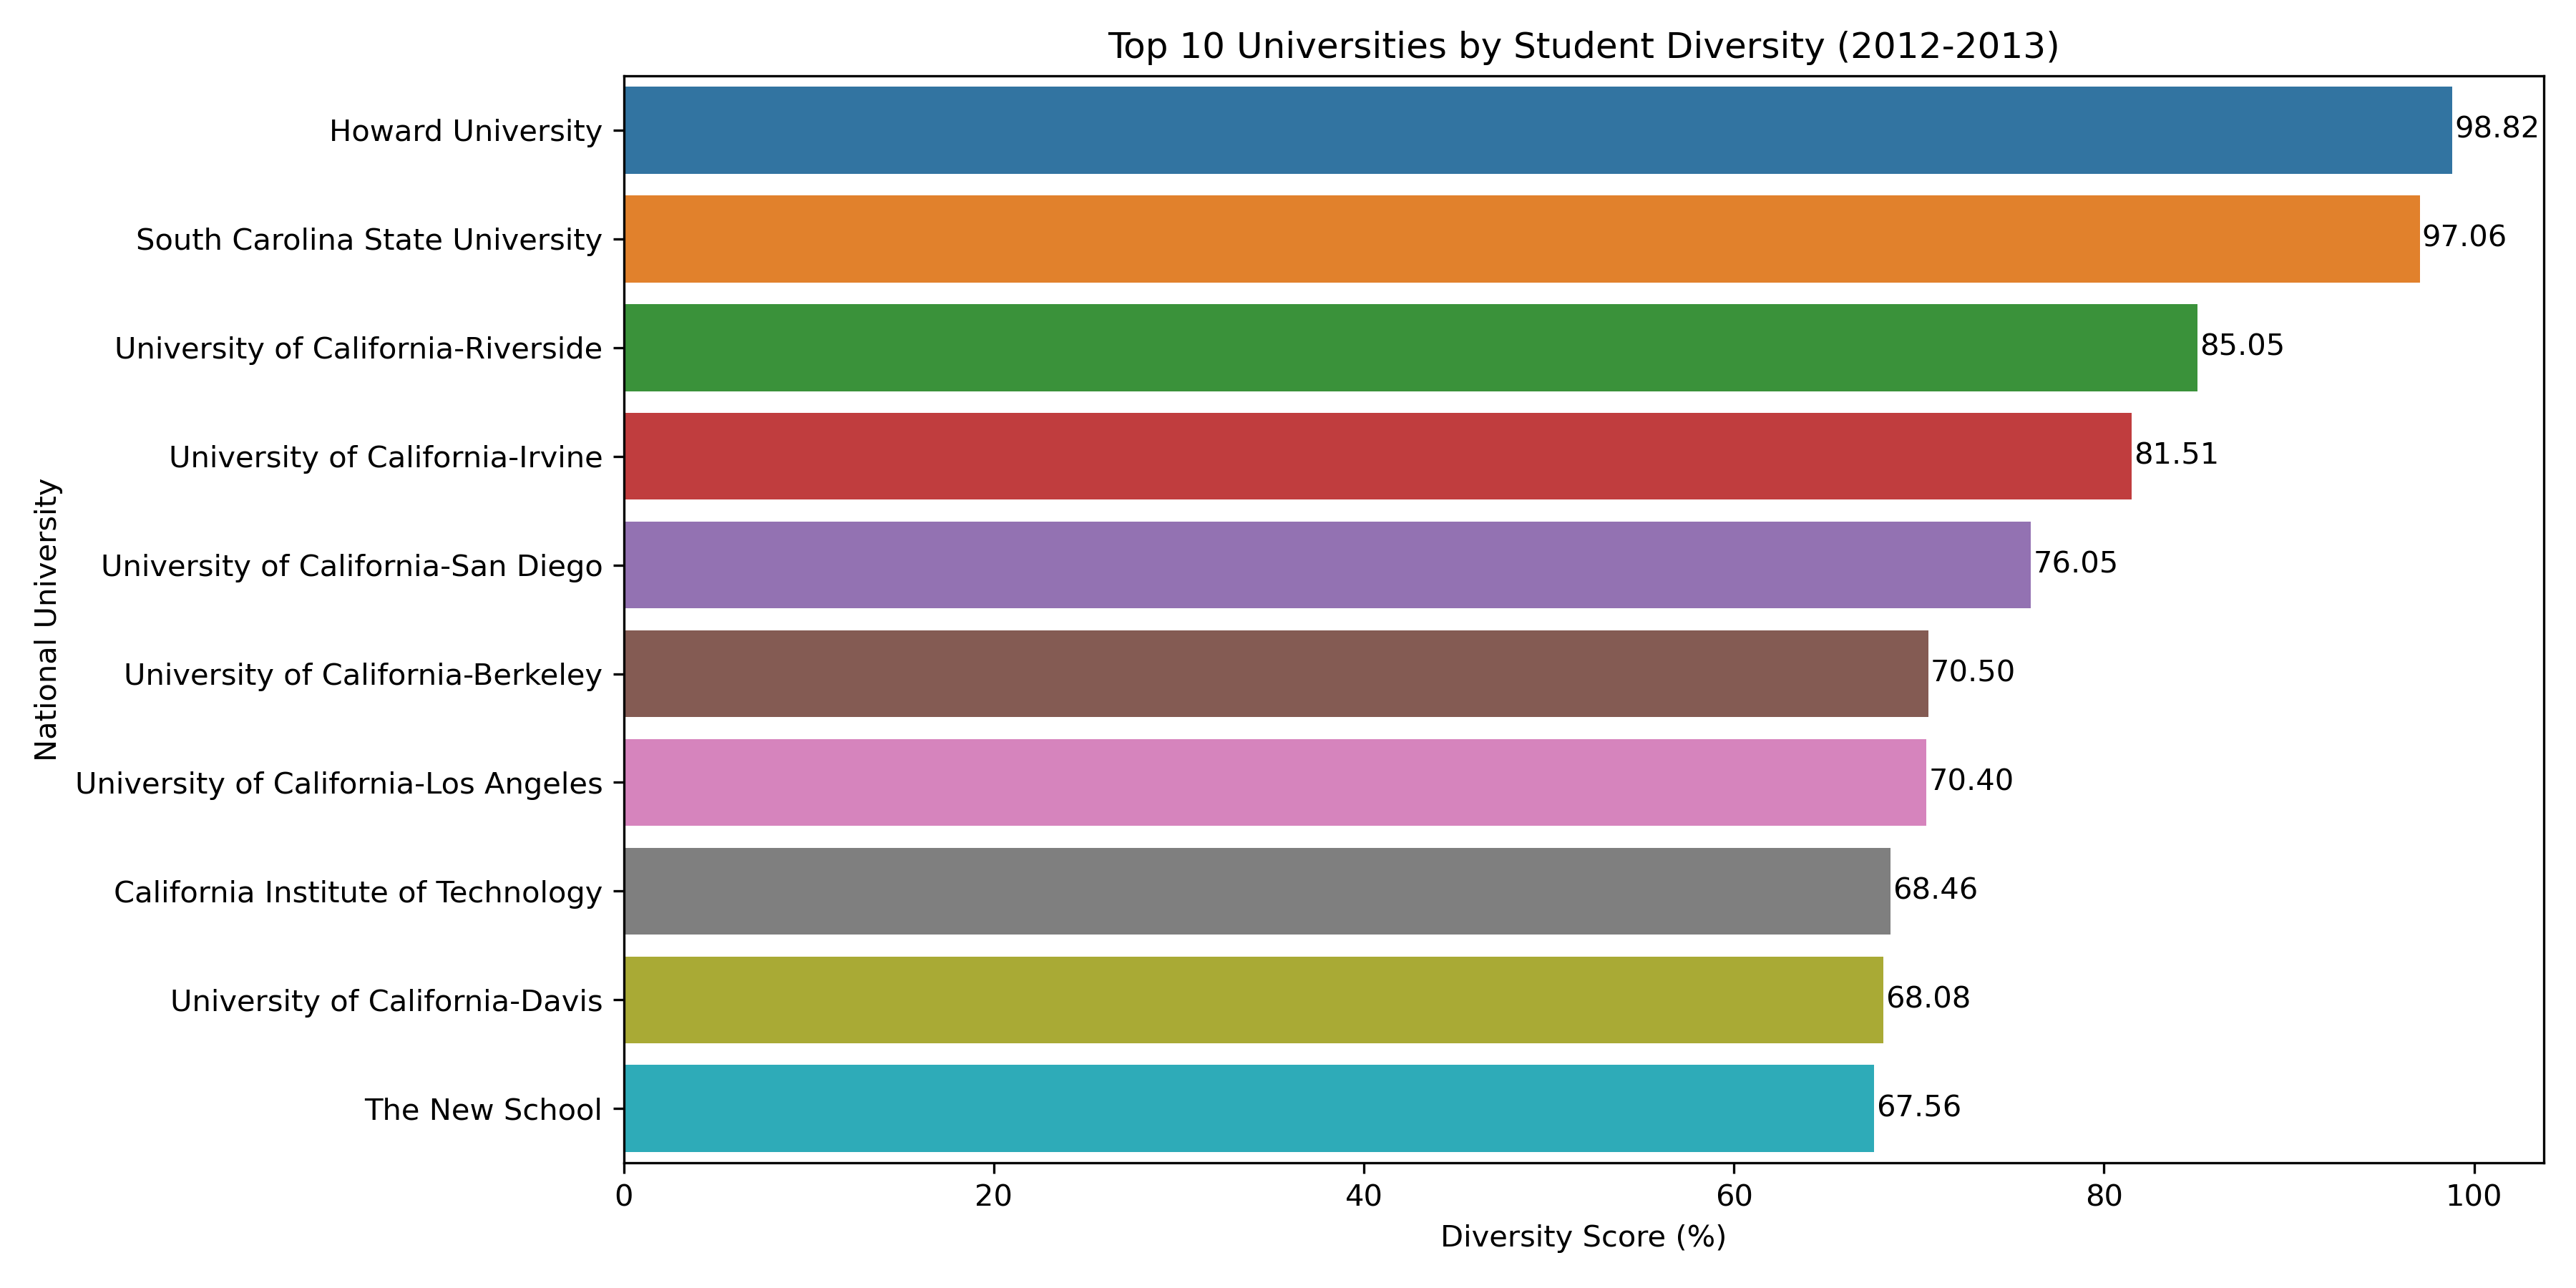 Top 10 Universities by Student Diversity (2012-2013)
National University
Howard University 98.82
South Carolina State University 97.06
University of California-Riverside 85.05
University of California-Irvine 81.51
University of California-San Diego 76.05
University of California-Berkeley 70.50
University of California-Los Angeles 70.40
California Institute of Technology 68.46
University of California-Davis 68.08
The New School 67.56
0 20 40 60 80 100
Diversity Score (%)